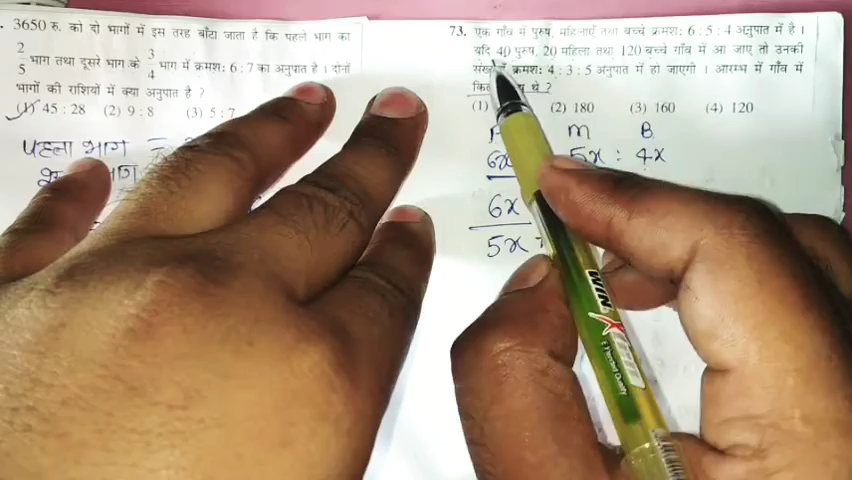 3650 रु. को दो भागों में इस तरह बाँटा जाता है कि पहले भाग का
2/5 भाग तथा दूसरे भाग के 3/4 भाग में क्रमश: 6 : 7 का अनुपात है । दोनों
भागों की राशियों में क्या अनुपात है ?
(1) 45 : 28 (2) 9 : 8 (3) 5 : 7
पहला भाग =
73. एक गाँव में पुरुष, महिलाएँ तथा बच्चे क्रमश: 6 : 5 : 4 अनुपात में है ।
यदि 40 पुरुष, 20 महिला तथा 120 बच्चे गाँव में आ जाए तो उनकी
क्रमश: 4 : 3 : 5 अनुपात में हो जाएगी । आरम्भ में गाँव में
थे ?
(1) (2) 180 (3) 160 (4) 120
M B
6x 5x : 4x
6x
5x
WIN